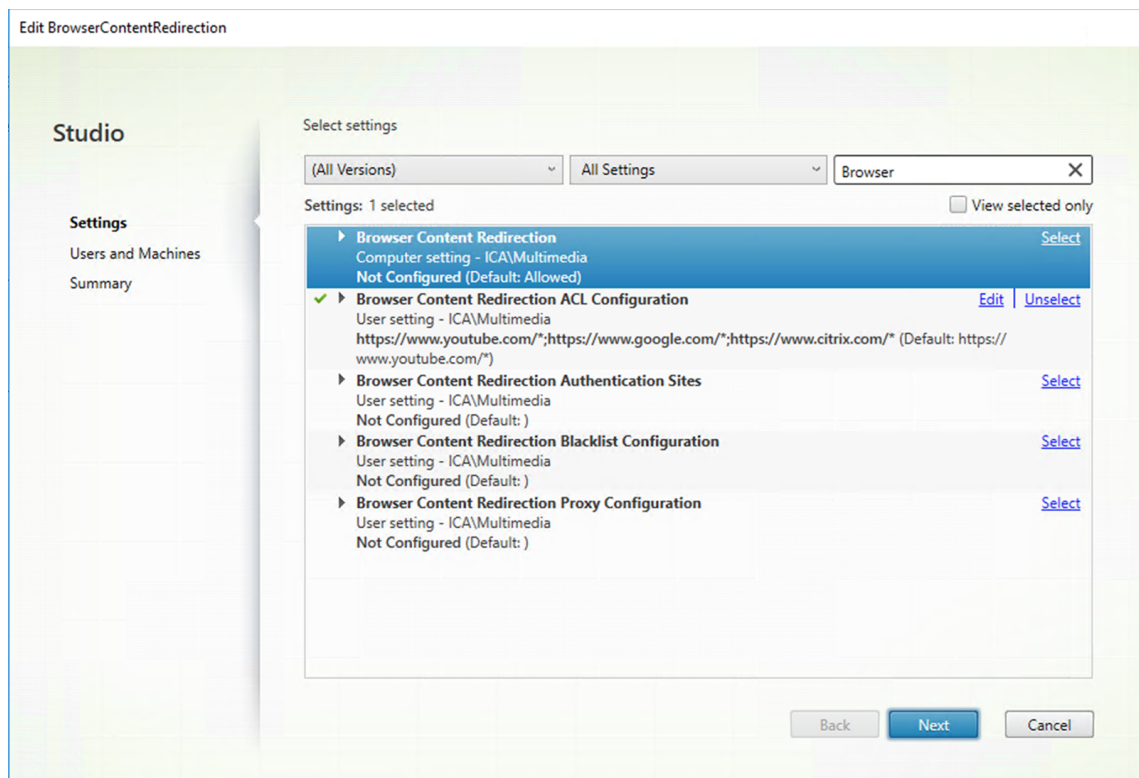 Edit BrowserContentRedirection
Studio
Settings
Users and Machines
Summary
Select settings
(All Versions)
All Settings
Browser
Settings: 1 selected
View selected only
Browser Content Redirection
Select
Computer setting - ICA\Multimedia
Not Configured (Default: Allowed)
Browser Content Redirection ACL Configuration
Edit | Unselect
User setting - ICA\Multimedia
https://www.youtube.com/*;https://www.google.com/*;https://www.citrix.com/* (Default: https://
www.youtube.com/*)
Browser Content Redirection Authentication Sites
Select
User setting - ICA\Multimedia
Not Configured (Default: )
Browser Content Redirection Blacklist Configuration
Select
User setting - ICA\Multimedia
Not Configured (Default: )
Browser Content Redirection Proxy Configuration
Select
User setting - ICA\Multimedia
Not Configured (Default: )
Back
Next
Cancel